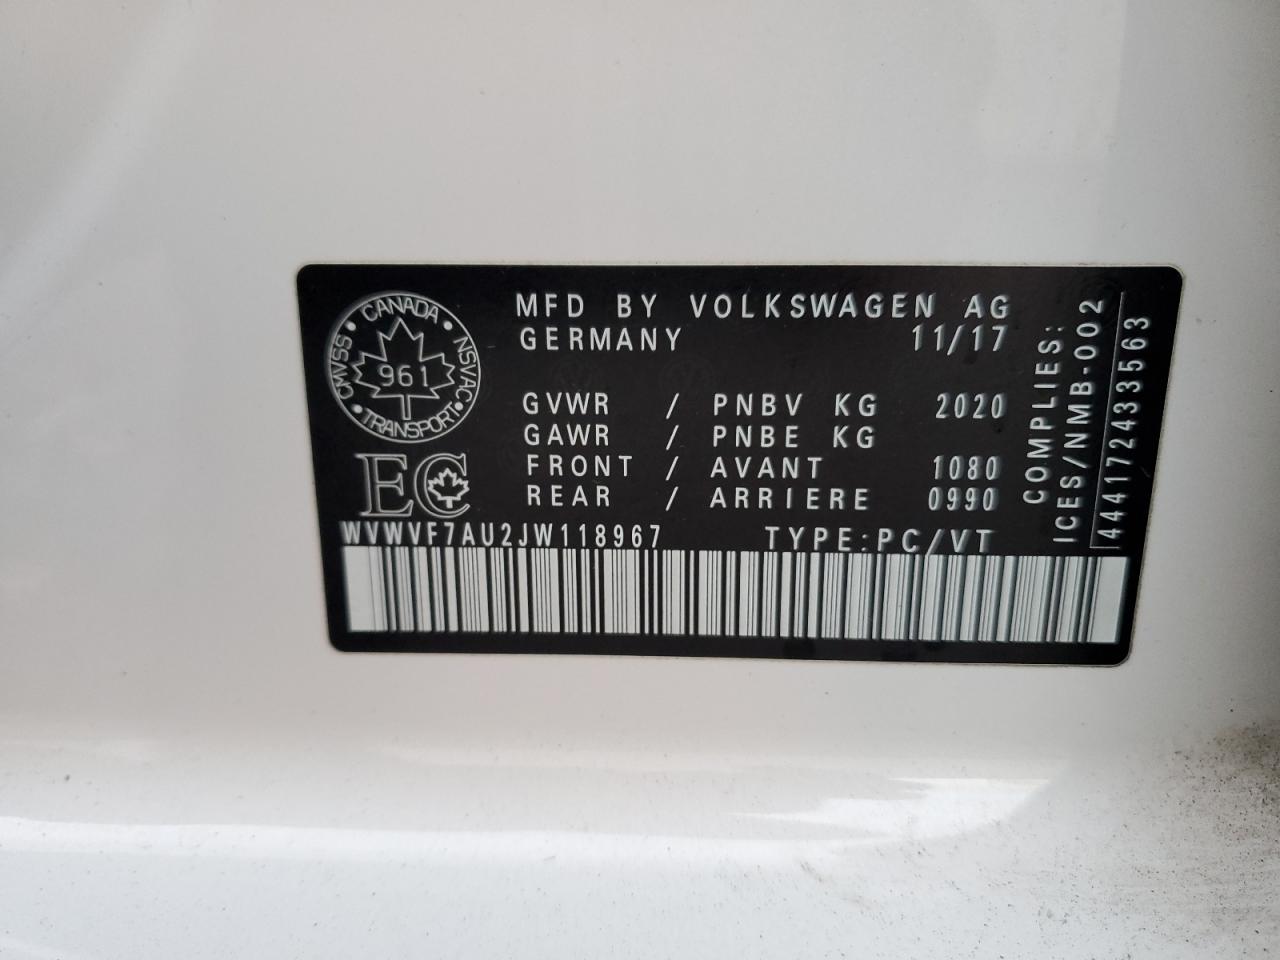 CANADA
CMVSS
NSVAC
961
TRANSPORT
EC
MFD BY VOLKSWAGEN AG
GERMANY 11/17
GVWR / PNBV KG 2020
GAWR / PNBE KG
FRONT / AVANT 1080
REAR / ARRIERE 0990
WVWVF7AU2JW118967 TYPE:PC/VT
COMPLIES:
ICES/NMB-002
444172433563